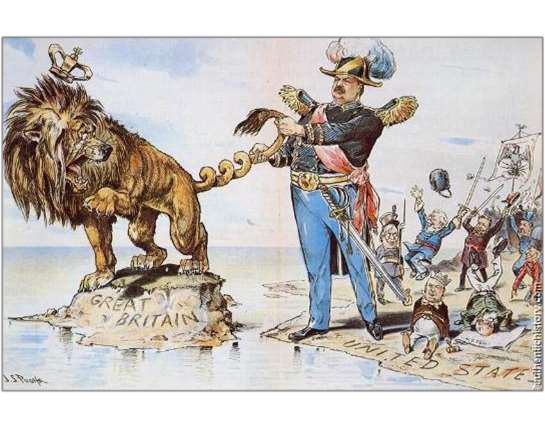 GREAT
BRITAIN
UNITED STATE
J. S. Pughe
authentichistory.com